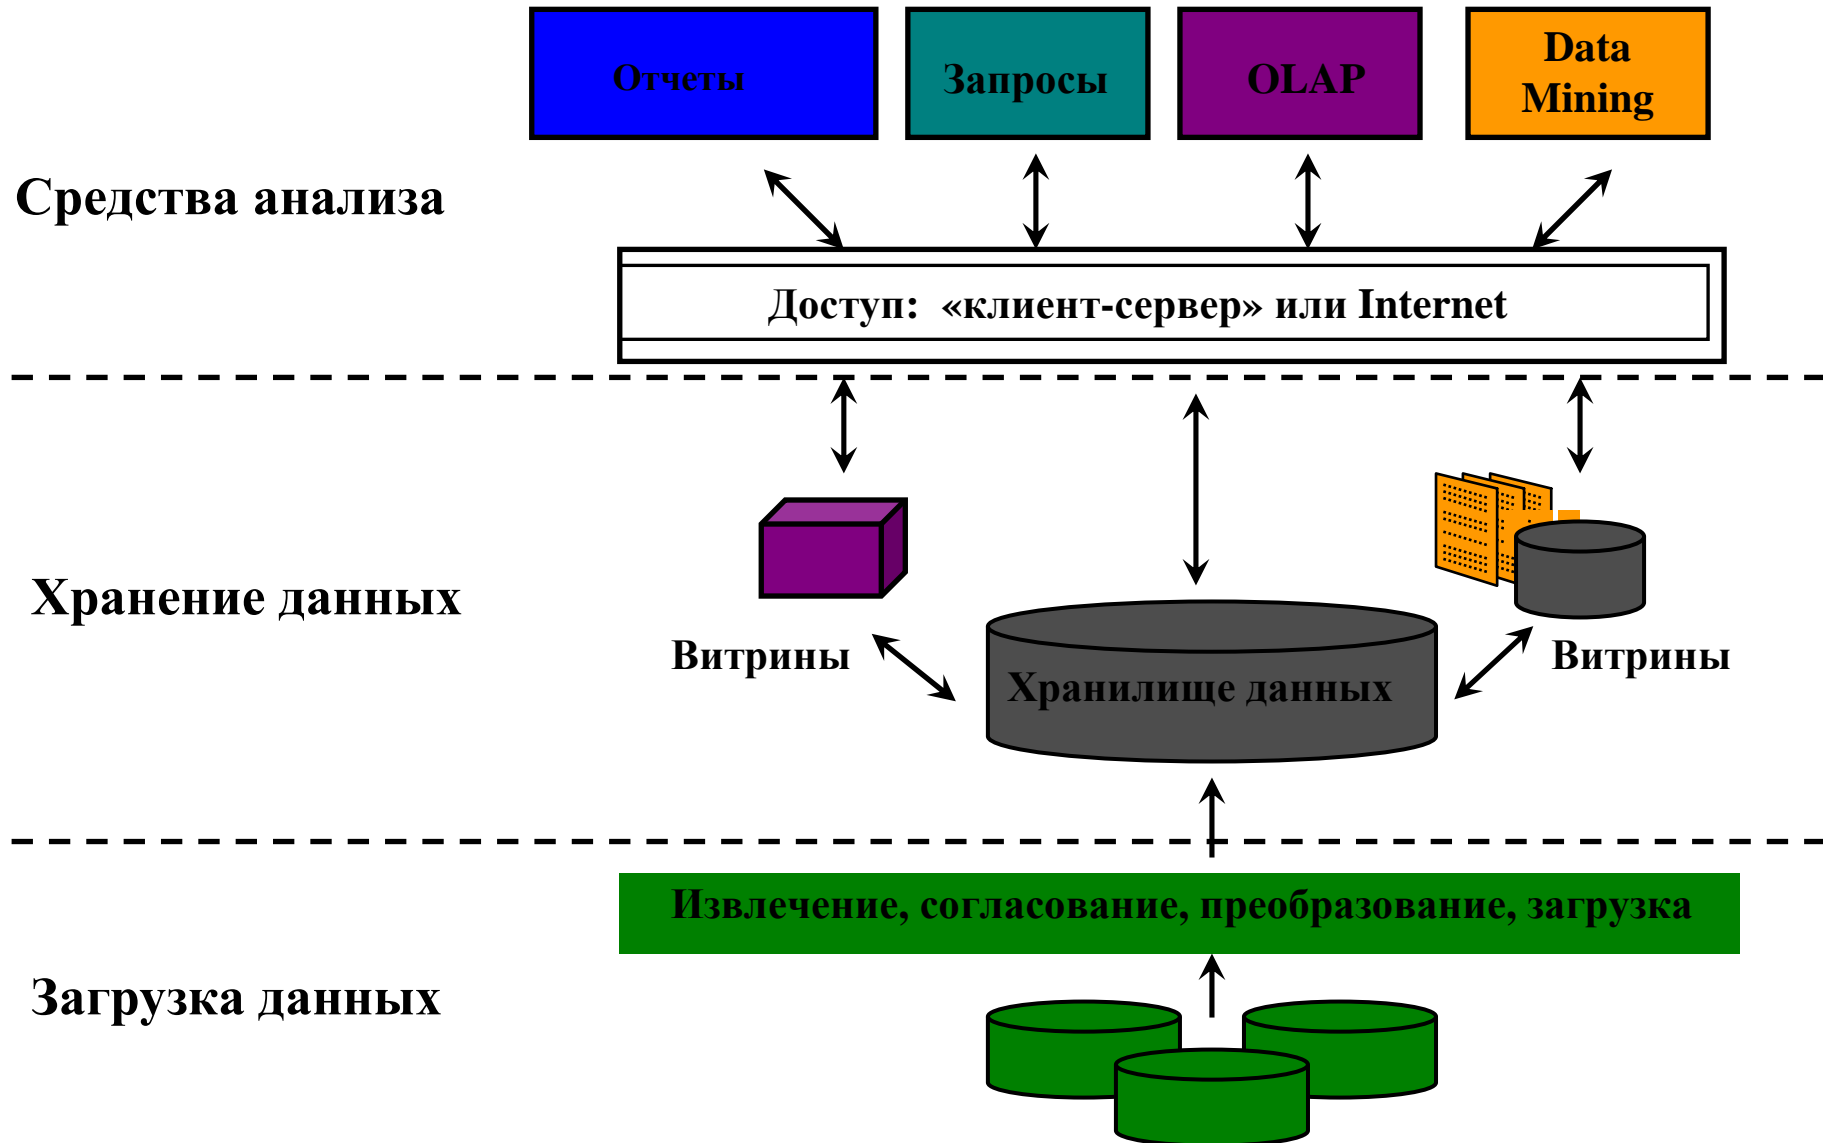 Отчеты
Запросы
OLAP
Data
Mining
Средства анализа
Доступ: «клиент-сервер» или Internet
Хранение данных
Витрины
Хранилище данных
Витрины
Извлечение, согласование, преобразование, загрузка
Загрузка данных